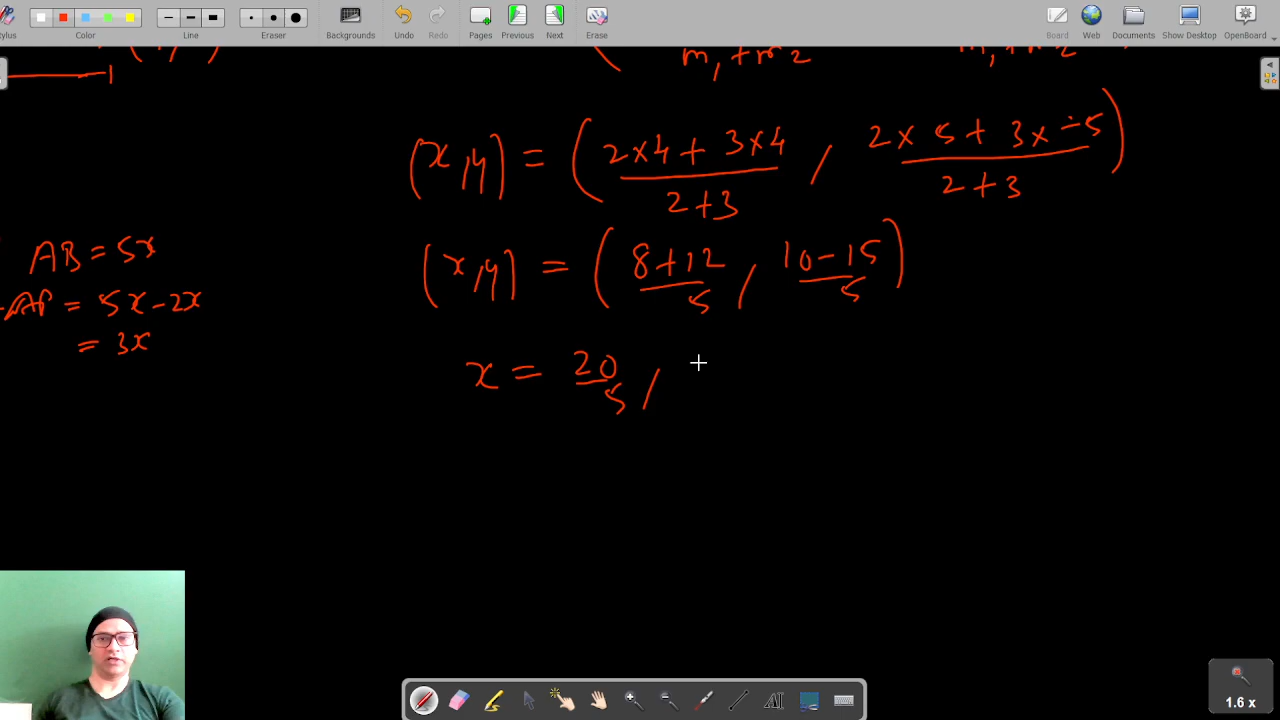 Color Line Eraser Backgrounds Undo Redo Pages Previous Next Erase Board Web Documents Show Desktop OpenBoard
m₁ + m₂
(x, y) = ( 2×4 + 3×4 / 2+3 , 2× 5 + 3× -5 / 2+3 )
AB = 5x
(x, y) = ( 8+12 / 5 , 10-15 / 5 )
= 5x - 2x
= 3x
x = 20 / 5 ,
1.6 x